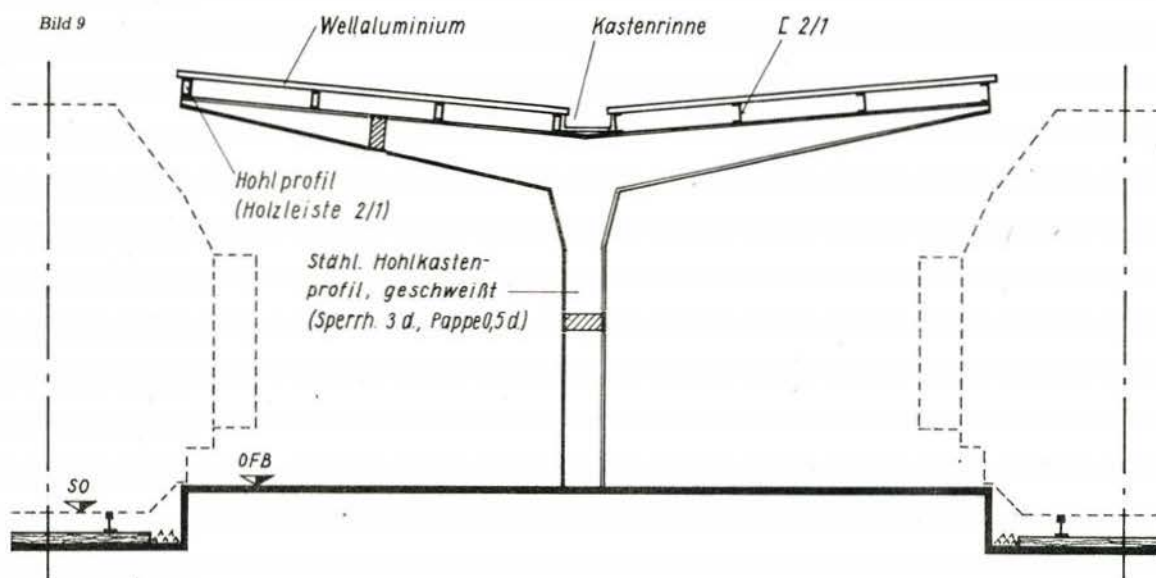 Bild 9
Wellaluminium
Kastenrinne
[ 2/1
Hohlprofil
(Holzleiste 2/1)
Stähl. Hohlkasten-
profil, geschweißt
(Sperrh. 3 d., Pappe 0,5 d.)
OFB
SO